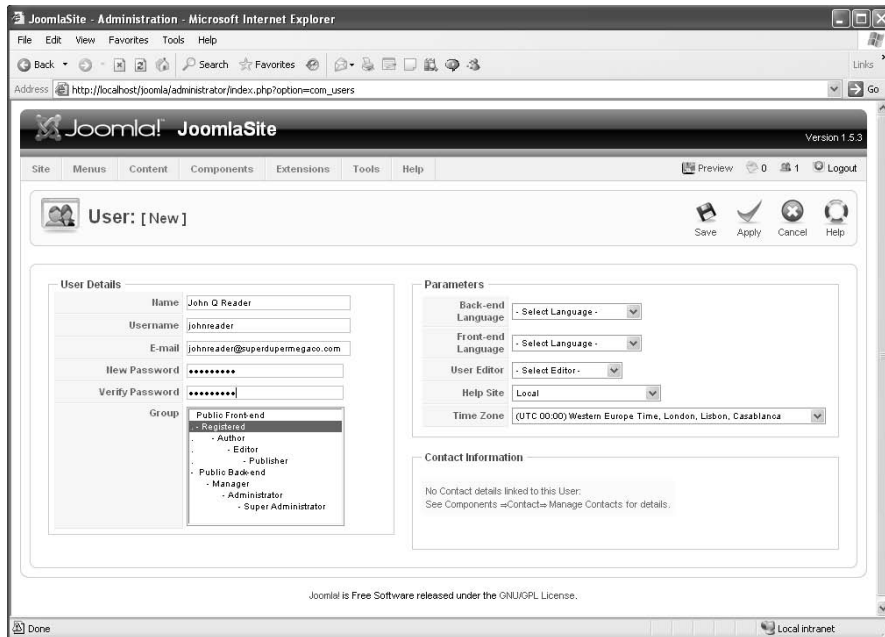 JoomlaSite - Administration - Microsoft Internet Explorer
File Edit View Favorites Tools Help
Back Search Favorites Links
Address http://localhost/joomla/administrator/index.php?option=com_users Go
Joomla! JoomlaSite
Version 1.5.3
Site Menus Content Components Extensions Tools Help Preview 0 1 Logout
User: [New]
Save Apply Cancel Help
User Details
Name John Q Reader
Username johnreader
E-mail johnreader@superdupermegaco.com
New Password •••••••••
Verify Password •••••••••
Group
Public Front-end
. - Registered
. - Author
. - Editor
. - Publisher
- Public Back-end
- Manager
- Administrator
- Super Administrator
Parameters
Back-end Language - Select Language -
Front-end Language - Select Language -
User Editor - Select Editor -
Help Site Local
Time Zone (UTC 00:00) Western Europe Time, London, Lisbon, Casablanca
Contact Information
No Contact details linked to this User:
See Components ⇒Contact⇒ Manage Contacts for details.
Joomla! is Free Software released under the GNU/GPL License.
Done Local intranet